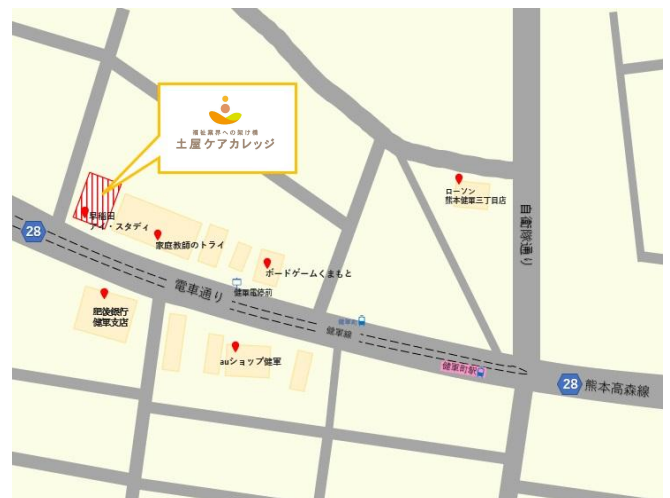 福祉業界への架け橋
土屋ケアカレッジ
ローソン
熊本健軍三丁目店
自衛隊通り
早稲田
アイ・スタディ
28
家庭教師のトライ
ボードゲームくまもと
電車通り
健軍電停前
肥後銀行
健軍支店
健軍町
健軍線
auショップ健軍
健軍町駅
28
熊本高森線